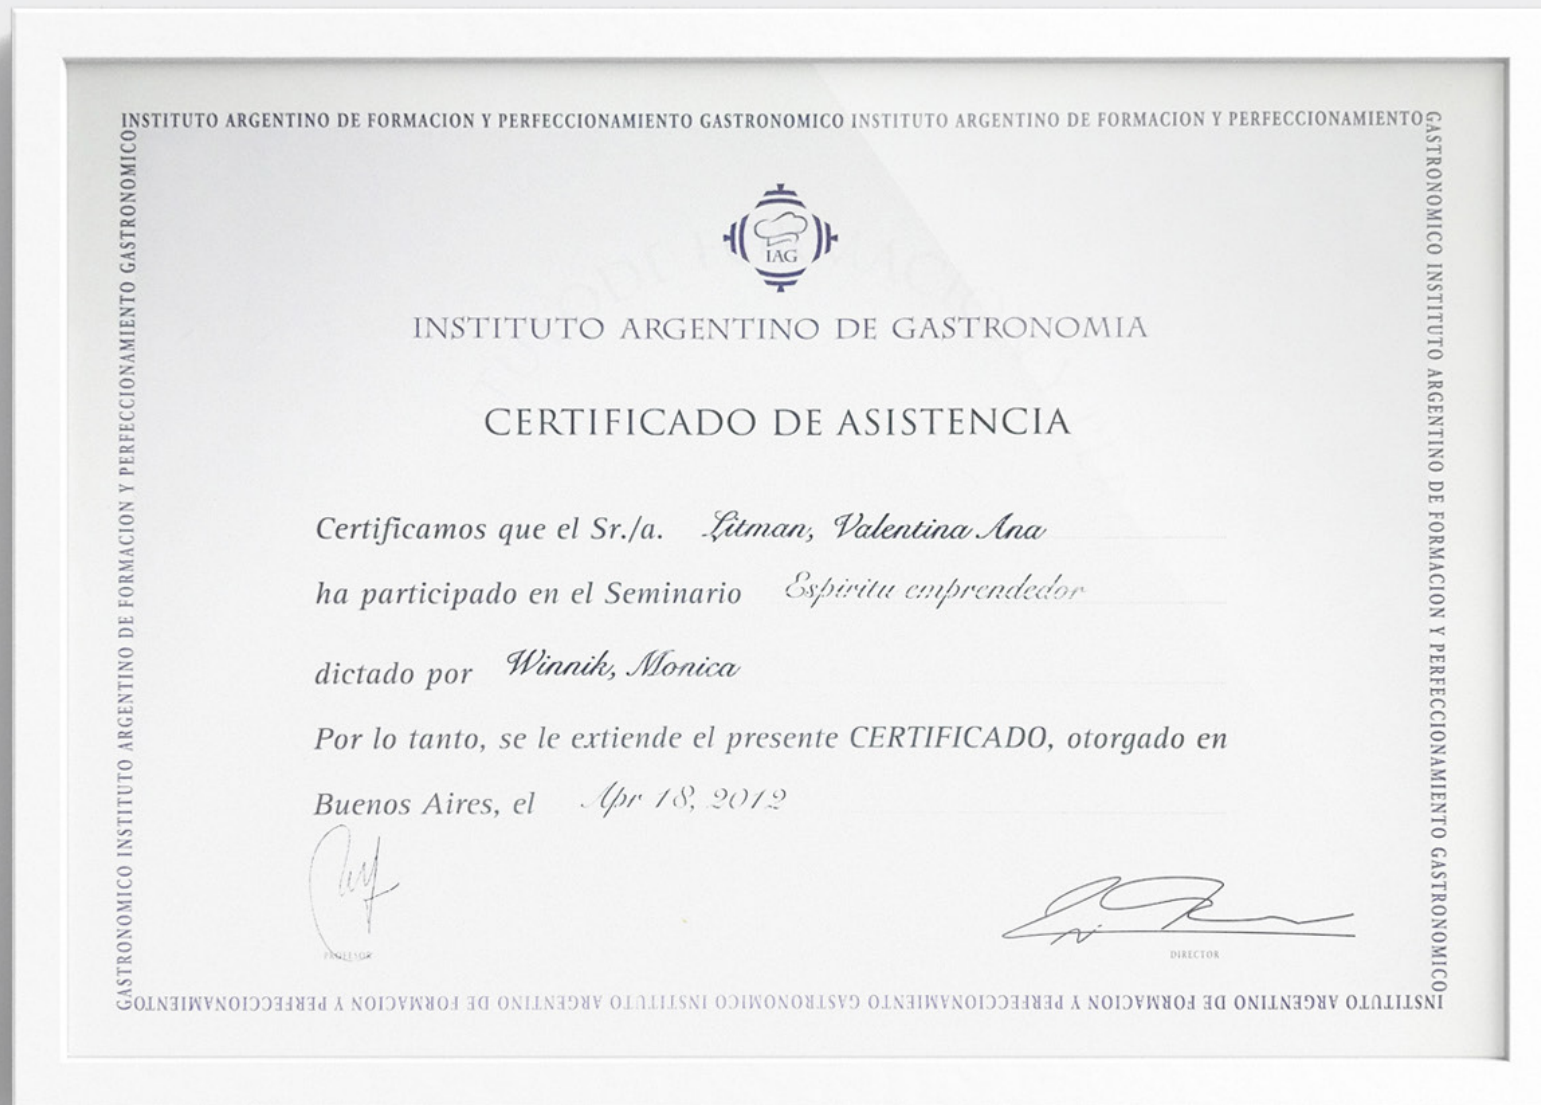 INSTITUTO ARGENTINO DE FORMACION Y PERFECCIONAMIENTO GASTRONOMICO INSTITUTO ARGENTINO DE FORMACION Y PERFECCIONAMIENTO
GASTRONOMICO INSTITUTO ARGENTINO DE FORMACION Y PERFECCIONAMIENTO GASTRONOMICO
IAG
INSTITUTO ARGENTINO DE GASTRONOMIA
CERTIFICADO DE ASISTENCIA
Certificamos que el Sr./a. Litman, Valentina Ana
ha participado en el Seminario Espiritu emprendedor
dictado por Winnik, Monica
Por lo tanto, se le extiende el presente CERTIFICADO, otorgado en
Buenos Aires, el Apr 18, 2012
PROFESOR
DIRECTOR
INSTITUTO ARGENTINO DE FORMACION Y PERFECCIONAMIENTO GASTRONOMICO INSTITUTO ARGENTINO DE FORMACION Y PERFECCIONAMIENTO
GASTRONOMICO INSTITUTO ARGENTINO DE FORMACION Y PERFECCIONAMIENTO GASTRONOMICO